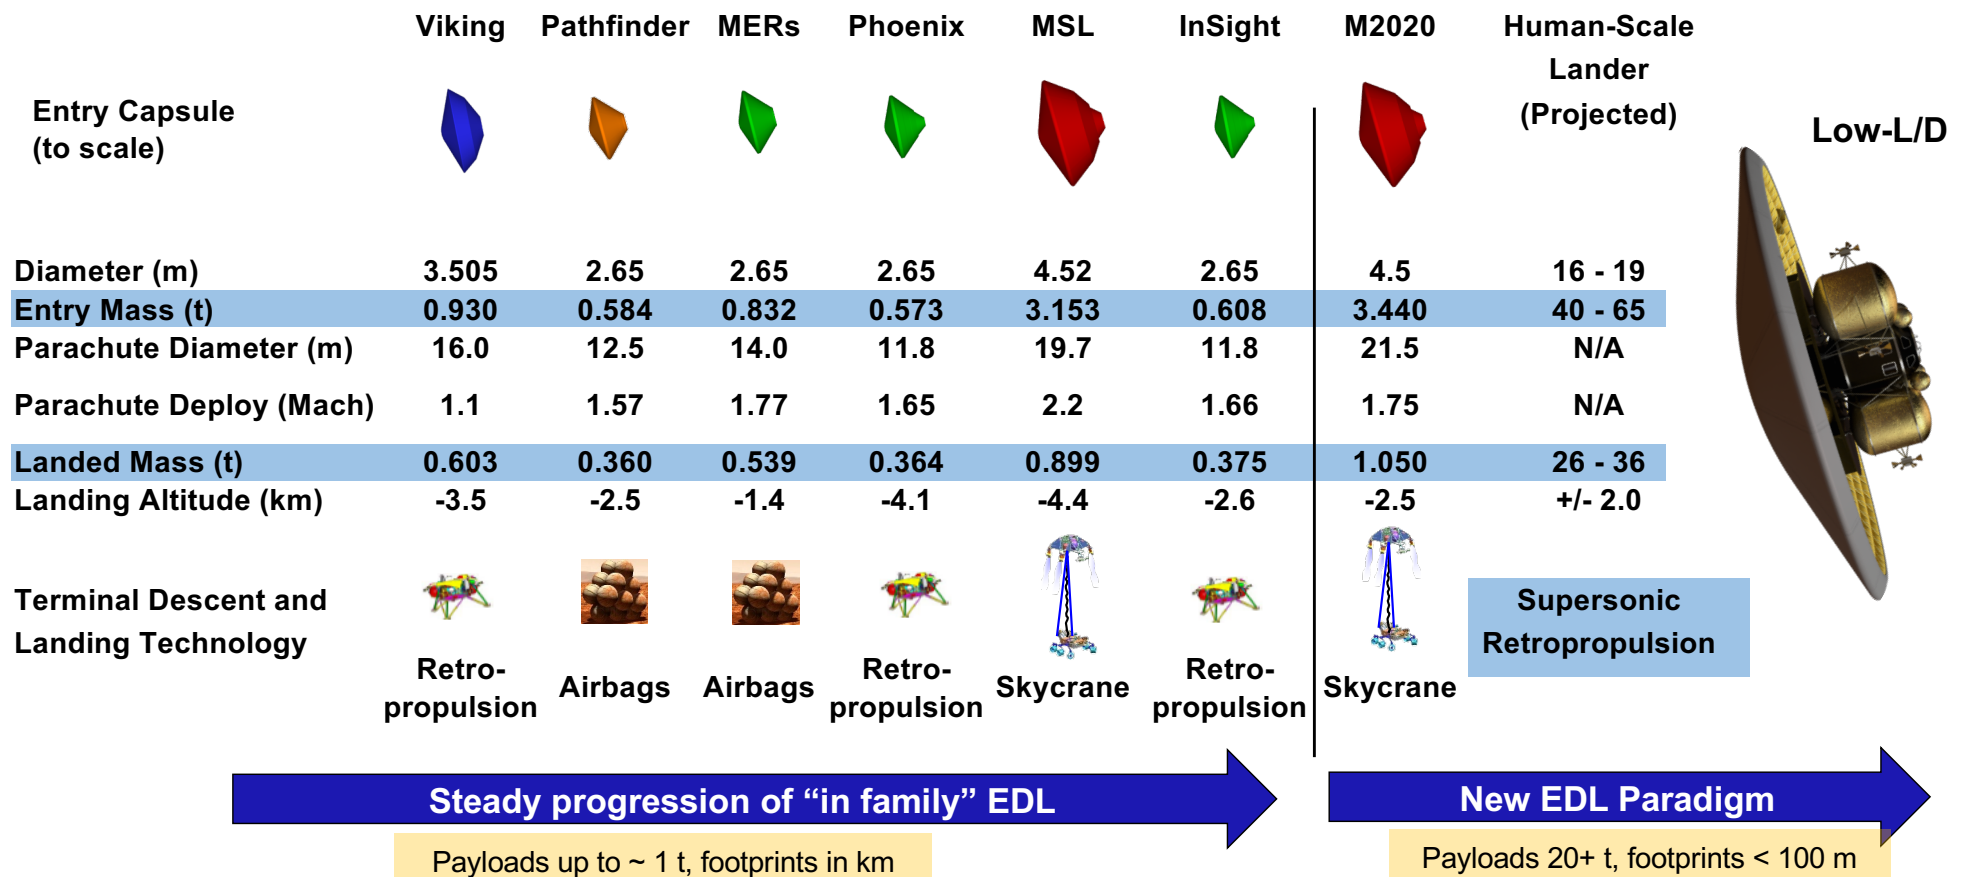 Viking Pathfinder MERs Phoenix MSL InSight M2020 Human-Scale
Lander
(Projected)
Entry Capsule
(to scale)
Low-L/D
Diameter (m) 3.505 2.65 2.65 2.65 4.52 2.65 4.5 16 - 19
Entry Mass (t) 0.930 0.584 0.832 0.573 3.153 0.608 3.440 40 - 65
Parachute Diameter (m) 16.0 12.5 14.0 11.8 19.7 11.8 21.5 N/A
Parachute Deploy (Mach) 1.1 1.57 1.77 1.65 2.2 1.66 1.75 N/A
Landed Mass (t) 0.603 0.360 0.539 0.364 0.899 0.375 1.050 26 - 36
Landing Altitude (km) -3.5 -2.5 -1.4 -4.1 -4.4 -2.6 -2.5 +/- 2.0
Terminal Descent and
Landing Technology
Retro-
propulsion
Airbags
Airbags
Retro-
propulsion
Skycrane
Retro-
propulsion
Skycrane
Supersonic
Retropropulsion
Steady progression of “in family” EDL
New EDL Paradigm
Payloads up to ~ 1 t, footprints in km
Payloads 20+ t, footprints < 100 m